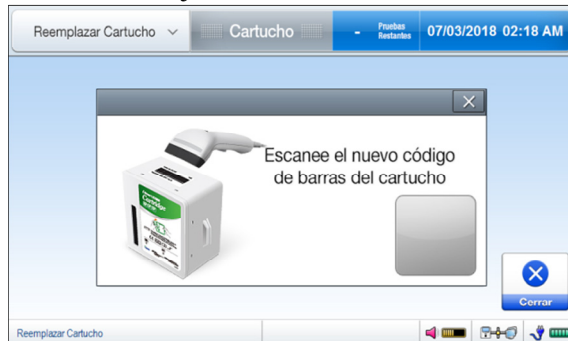 Reemplazar Cartucho
Cartucho
- Pruebas Restantes
07/03/2018 02:18 AM
Escanee el nuevo código
de barras del cartucho
Cartridge
Cerrar
Reemplazar Cartucho